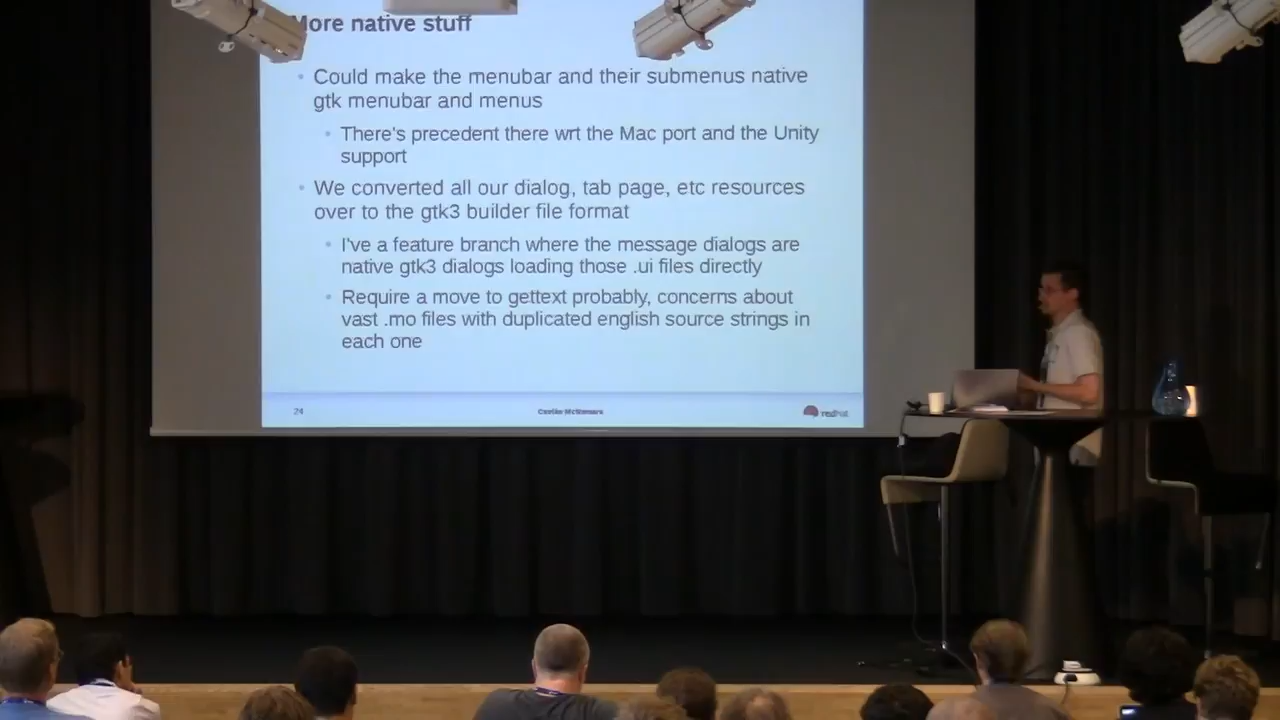 More native stuff
Could make the menubar and their submenus native
gtk menubar and menus
There's precedent there wrt the Mac port and the Unity
support
We converted all our dialog, tab page, etc resources
over to the gtk3 builder file format
I've a feature branch where the message dialogs are
native gtk3 dialogs loading those .ui files directly
Require a move to gettext probably, concerns about
vast .mo files with duplicated english source strings in
each one
24
redhat